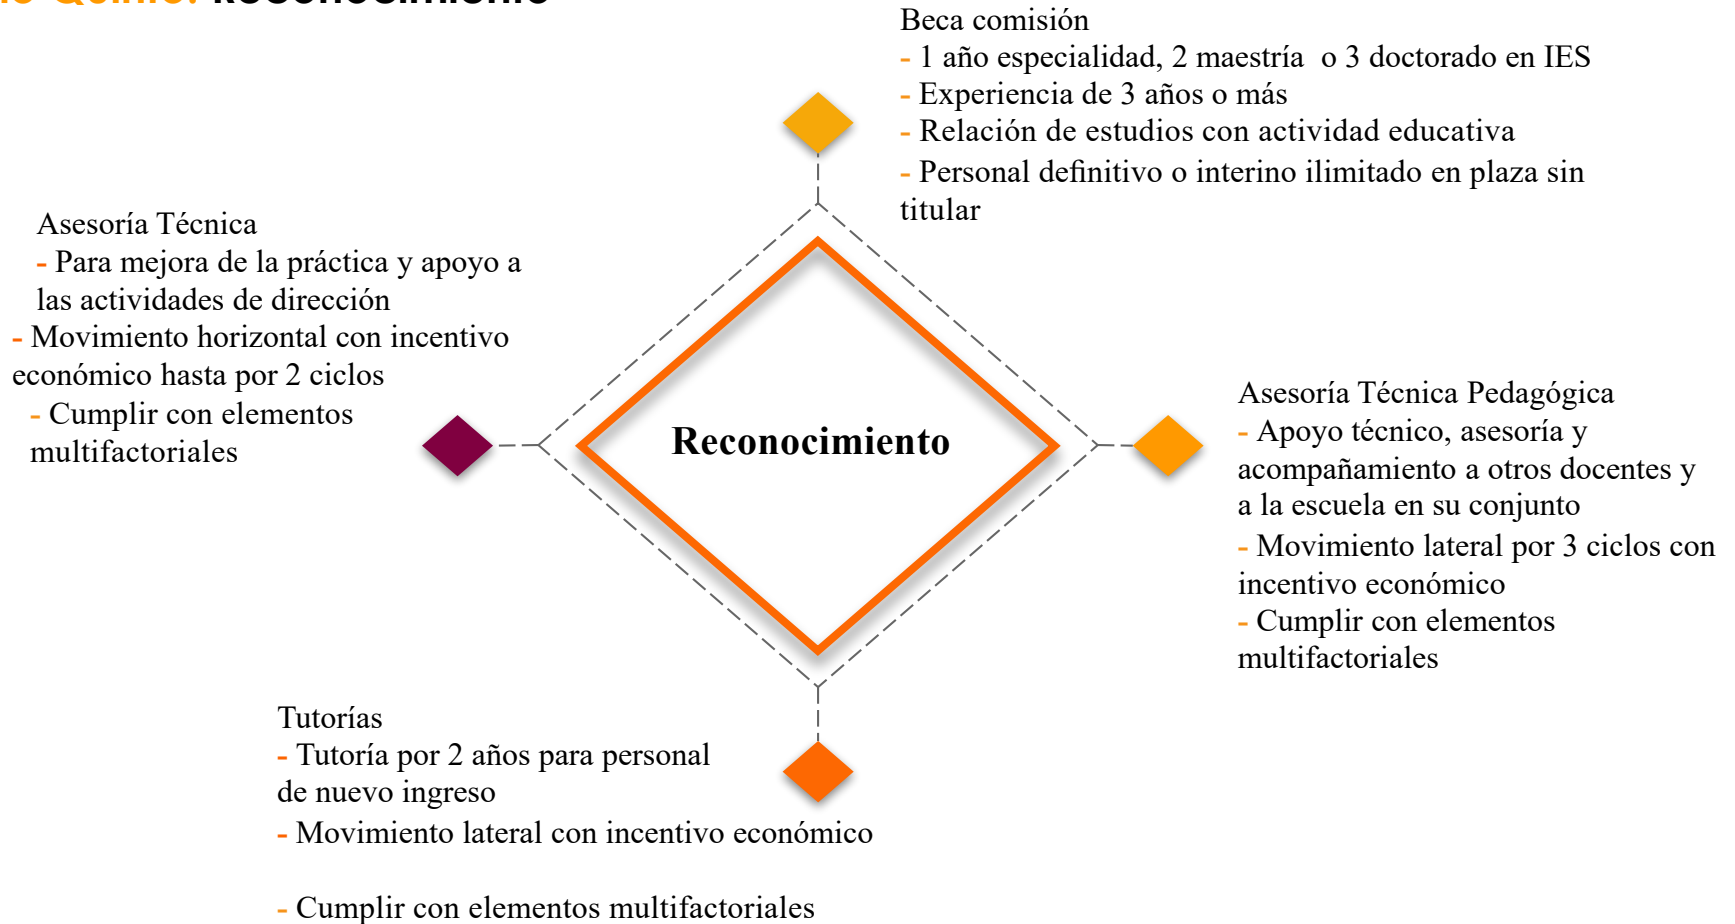 Quinto: Reconocimiento
Beca comisión
- 1 año especialidad, 2 maestría o 3 doctorado en IES
- Experiencia de 3 años o más
- Relación de estudios con actividad educativa
- Personal definitivo o interino ilimitado en plaza sin
titular
Asesoría Técnica
- Para mejora de la práctica y apoyo a
las actividades de dirección
- Movimiento horizontal con incentivo
económico hasta por 2 ciclos
- Cumplir con elementos
multifactoriales
Reconocimiento
Asesoría Técnica Pedagógica
- Apoyo técnico, asesoría y
acompañamiento a otros docentes y
a la escuela en su conjunto
- Movimiento lateral por 3 ciclos con
incentivo económico
- Cumplir con elementos
multifactoriales
Tutorías
- Tutoría por 2 años para personal
de nuevo ingreso
- Movimiento lateral con incentivo económico
- Cumplir con elementos multifactoriales